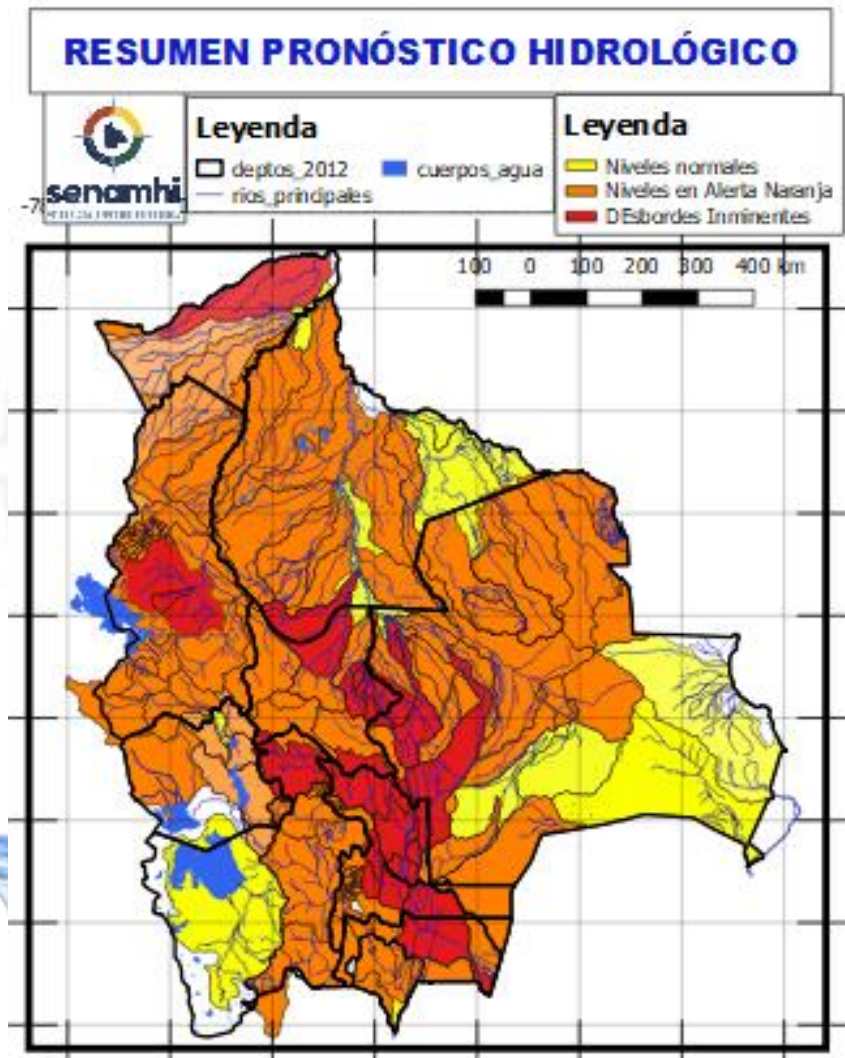 RESUMEN PRONÓSTICO HIDROLÓGICO
senamhi
Leyenda
deptos_2012
cuerpos_agua
rios_principales
Leyenda
Niveles normales
Niveles en Alerta Naranja
DEsbordes Inminentes
100 0 100 200 300 400 km